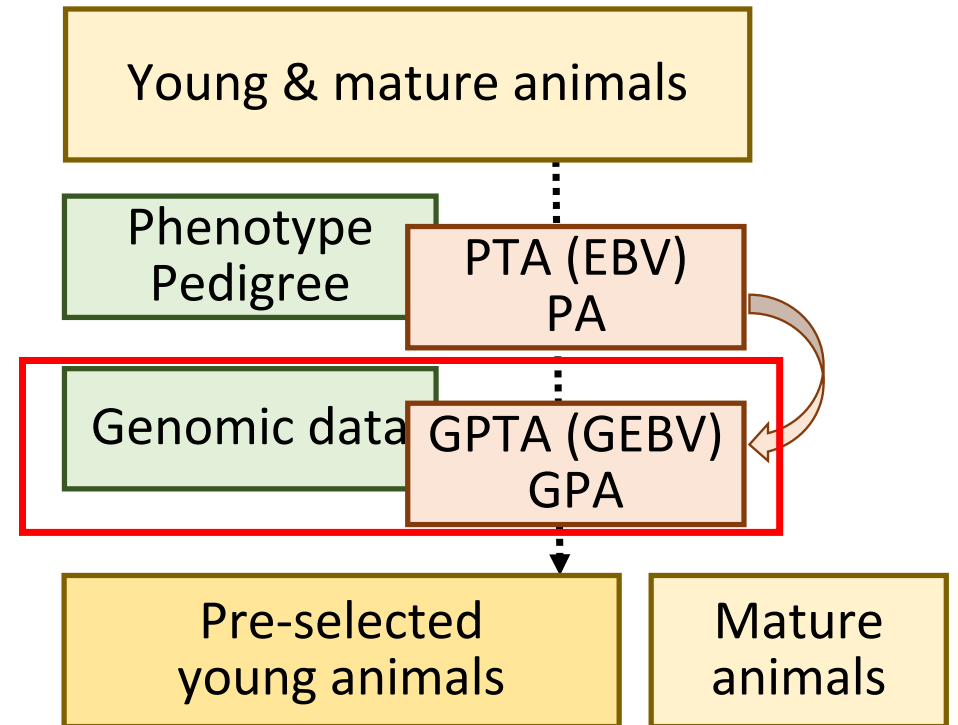 Young & mature animals
Phenotype
Pedigree
PTA (EBV)
PA
Genomic data
GPTA (GEBV)
GPA
Pre-selected
young animals
Mature
animals